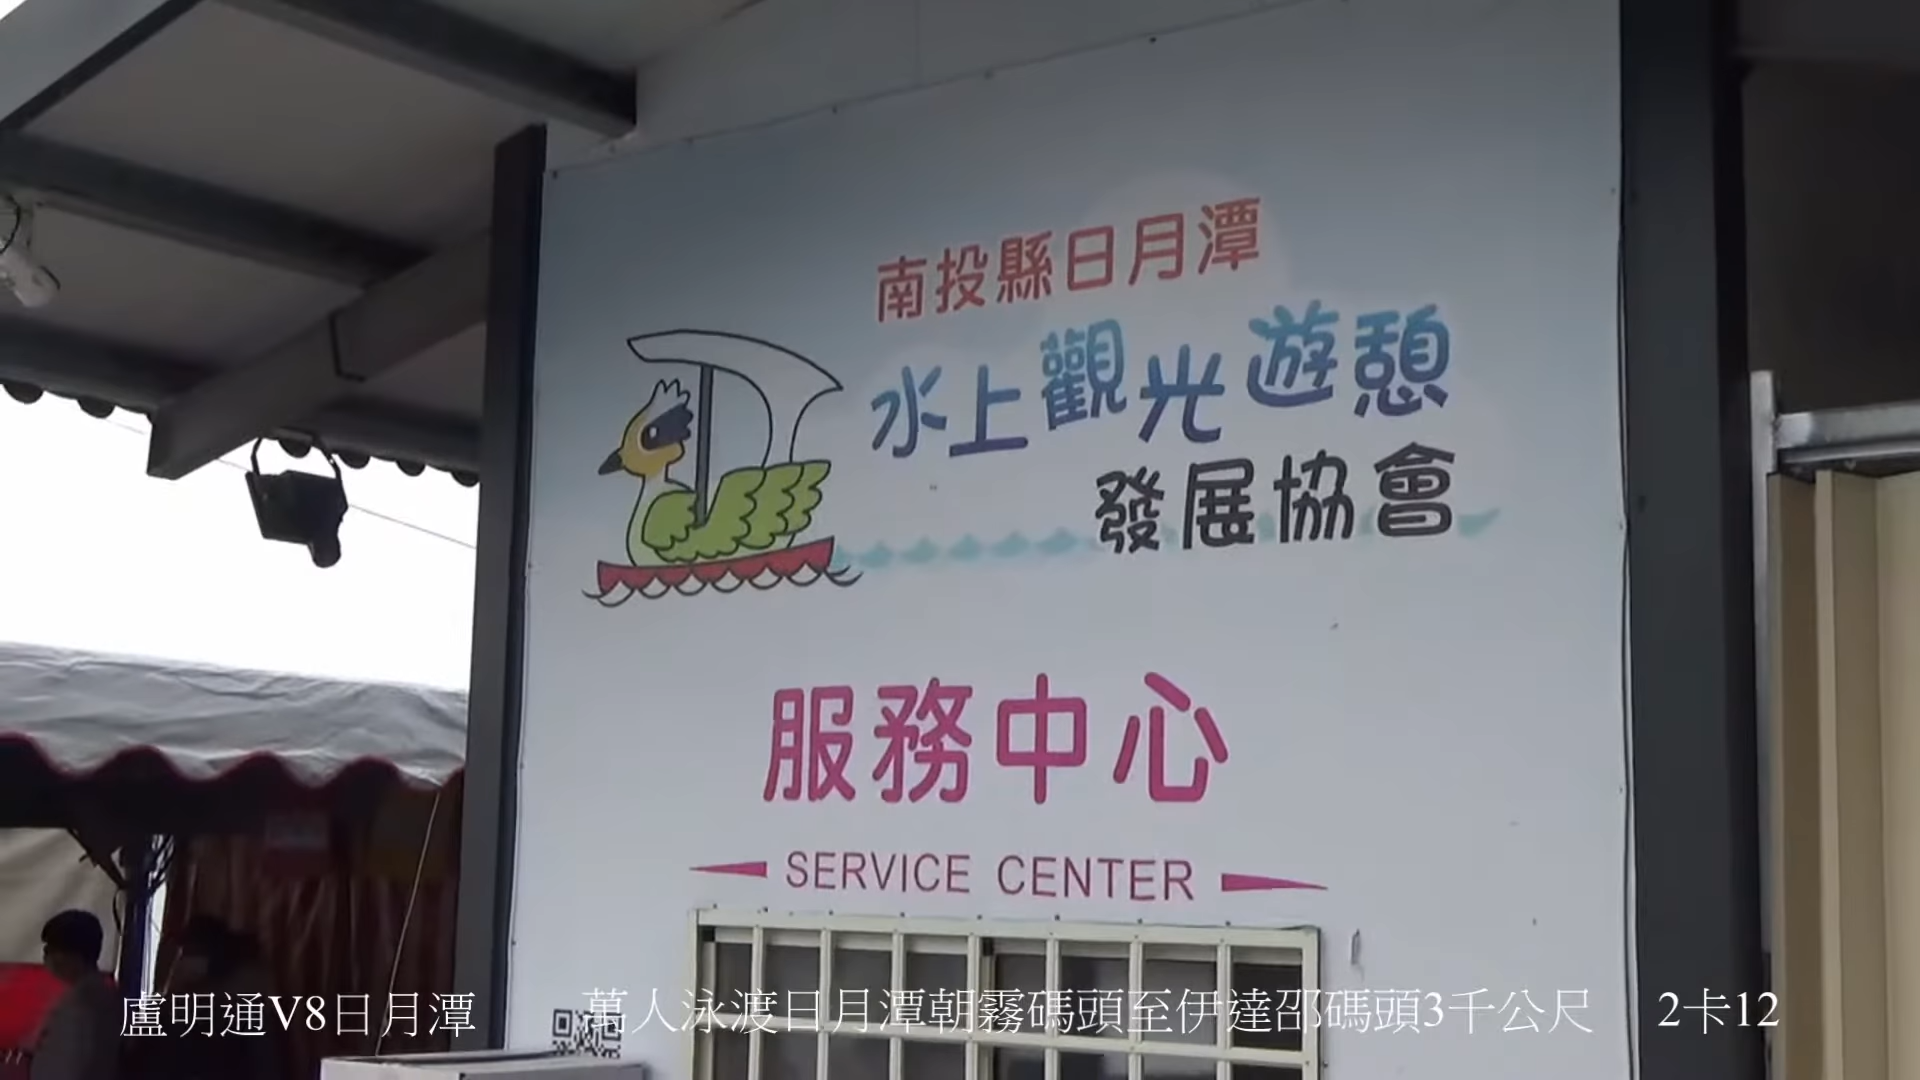 南投縣日月潭
水上觀光遊憩
發展協會
服務中心
SERVICE CENTER
盧明通V8日月潭 萬人泳渡日月潭朝霧碼頭至伊達邵碼頭3千公尺 2卡12